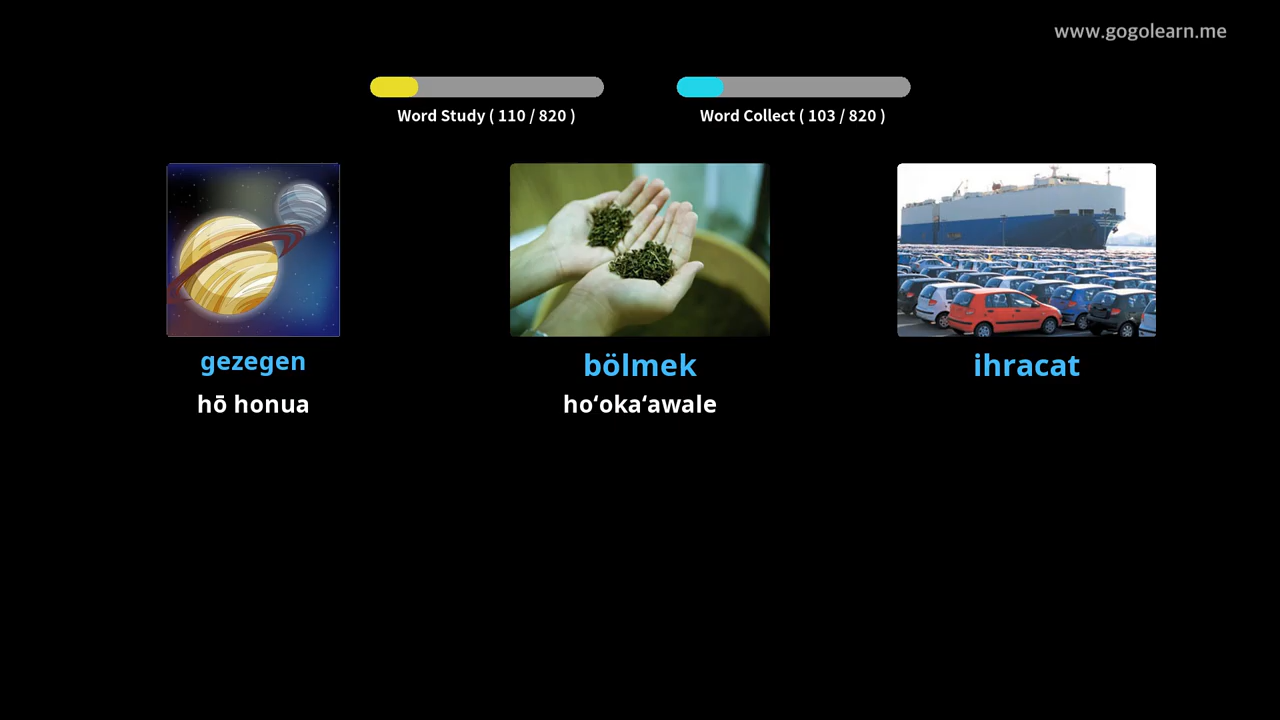 www.gogolearn.me
Word Study ( 110 / 820 )
Word Collect ( 103 / 820 )
gezegen
bölmek
ihracat
hō honua
hoʻokaʻawale